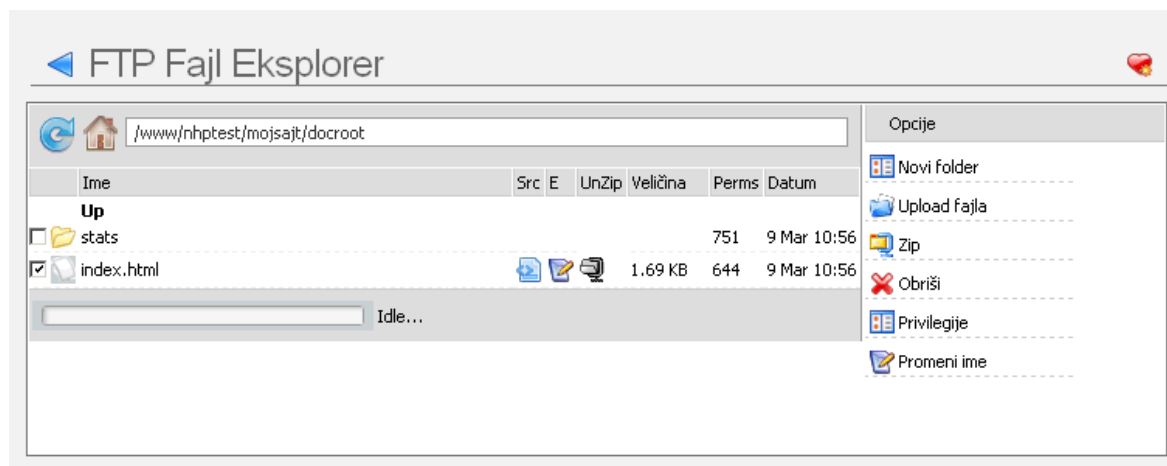 FTP Fajl Eksplorer
/www/nhptest/mojsajt/docroot
Ime Src E UnZip Veličina Perms Datum
Up
stats 751 9 Mar 10:56
index.html 1.69 KB 644 9 Mar 10:56
Idle...
Opcije
Novi folder
Upload fajla
Zip
Obriši
Privilegije
Promeni ime